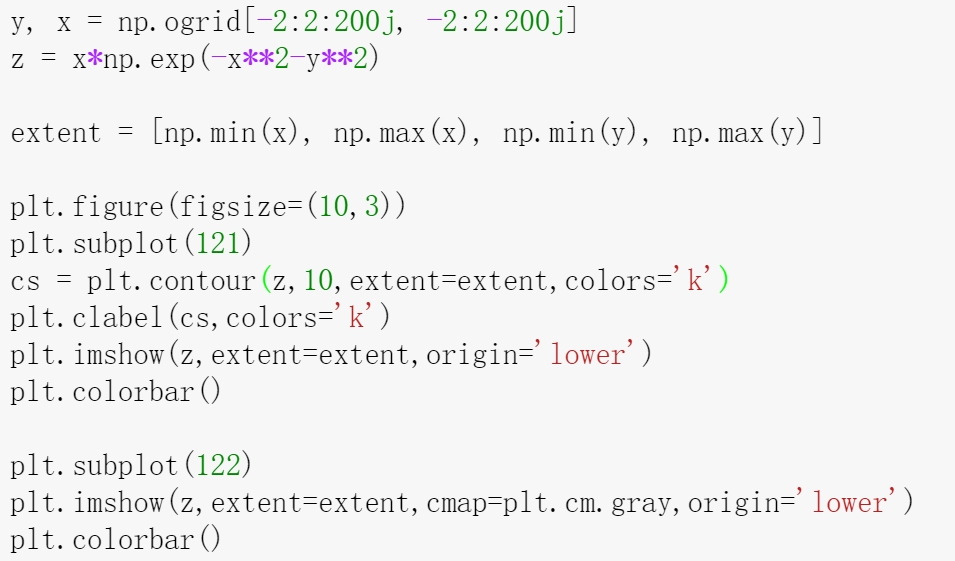 y, x = np.ogrid[-2:2:200j, -2:2:200j]
z = x*np.exp(-x**2-y**2)
extent = [np.min(x), np.max(x), np.min(y), np.max(y)]
plt.figure(figsize=(10,3))
plt.subplot(121)
cs = plt.contour(z,10,extent=extent,colors='k')
plt.clabel(cs,colors='k')
plt.imshow(z,extent=extent,origin='lower')
plt.colorbar()
plt.subplot(122)
plt.imshow(z,extent=extent,cmap=plt.cm.gray,origin='lower')
plt.colorbar()